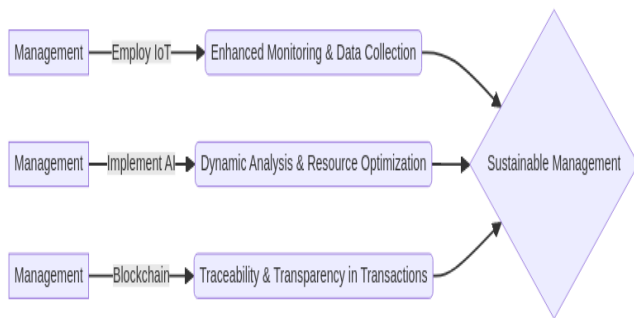 Management Employ IoT Enhanced Monitoring & Data Collection
Management Implement AI Dynamic Analysis & Resource Optimization Sustainable Management
Management Blockchain Traceability & Transparency in Transactions